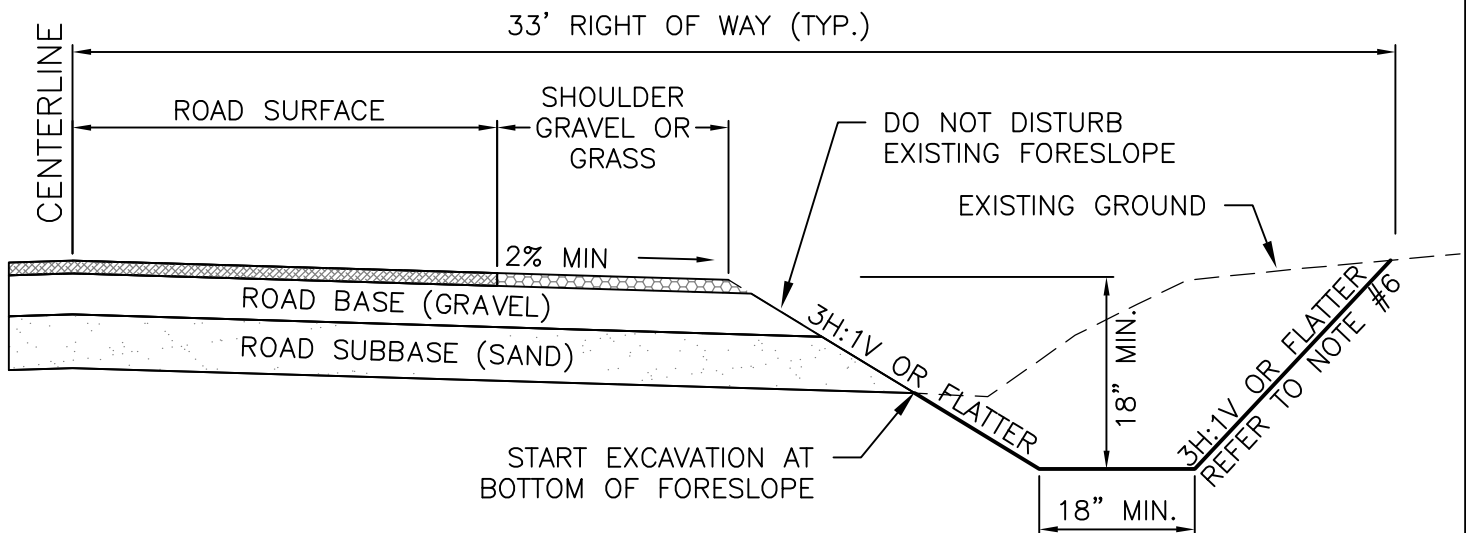 33' RIGHT OF WAY (TYP.)
CENTERLINE
ROAD SURFACE
SHOULDER
GRAVEL OR
GRASS
DO NOT DISTURB
EXISTING FORESLOPE
EXISTING GROUND
2% MIN
ROAD BASE (GRAVEL)
ROAD SUBBASE (SAND)
3H:1V OR FLATTER
18" MIN.
3H:1V OR FLATTER
REFER TO NOTE #6
START EXCAVATION AT
BOTTOM OF FORESLOPE
18" MIN.